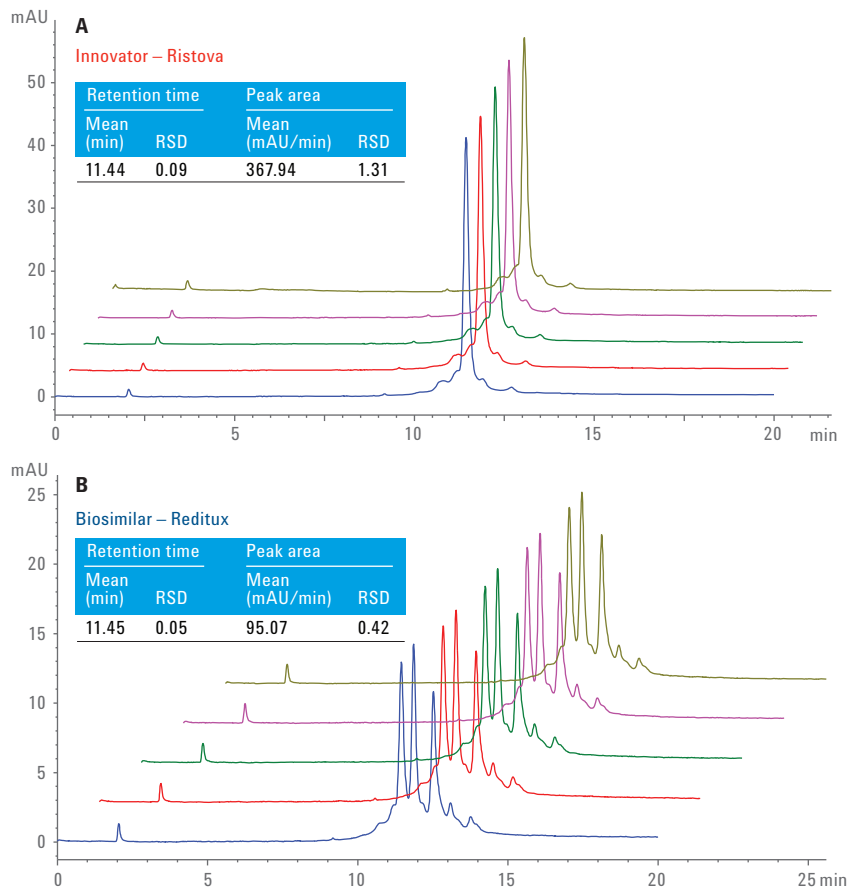 mAU
A
Innovator – Ristova
50
Retention time Peak area
Mean (min) RSD Mean (mAU/min) RSD
11.44 0.09 367.94 1.31
40
30
20
10
0
0 5 10 15 20 min
mAU
B
25
Biosimilar – Reditux
Retention time Peak area
Mean (min) RSD Mean (mAU/min) RSD
11.45 0.05 95.07 0.42
20
15
10
5
0
0 5 10 15 20 25 min